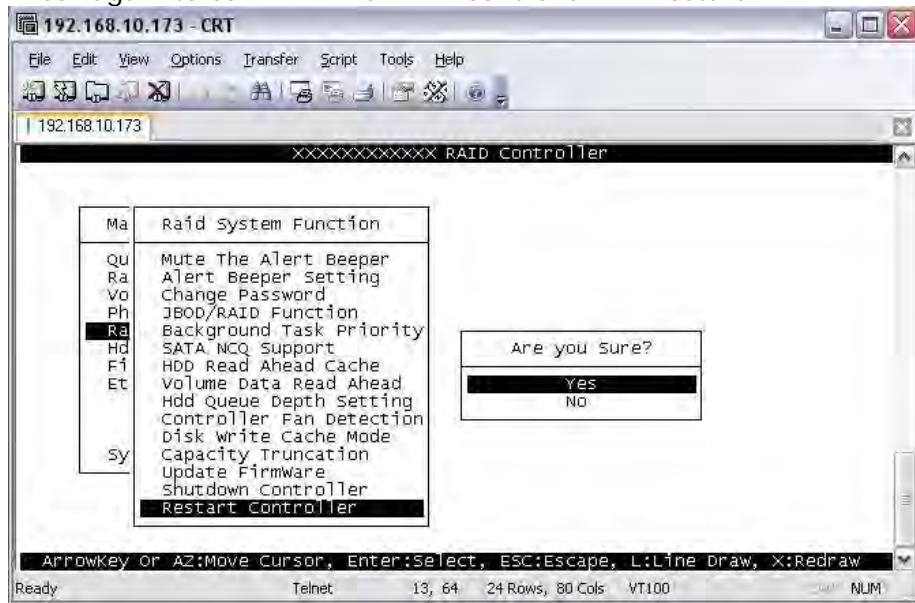 192.168.10.173 - CRT
File Edit View Options Transfer Script Tools Help
192.168.10.173
XXXXXXXXXXXX RAID Controller
Ma
Raid System Function
Qu
Mute The Alert Beeper
Ra
Alert Beeper Setting
Vo
Change Password
Ph
JBOD/RAID Function
Ra
Background Task Priority
Hd
SATA NCQ Support
Fi
HDD Read Ahead Cache
Et
Volume Data Read Ahead
Hdd Queue Depth Setting
Controller Fan Detection
Disk Write Cache Mode
Sy
Capacity Truncation
Update FirmWare
Shutdown Controller
Restart Controller
Are you Sure?
Yes
No
ArrowKey Or AZ:Move Cursor, Enter:Select, ESC:Escape, L:Line Draw, X:Redraw
Ready Telnet 13, 64 24 Rows, 80 Cols VT100 NUM